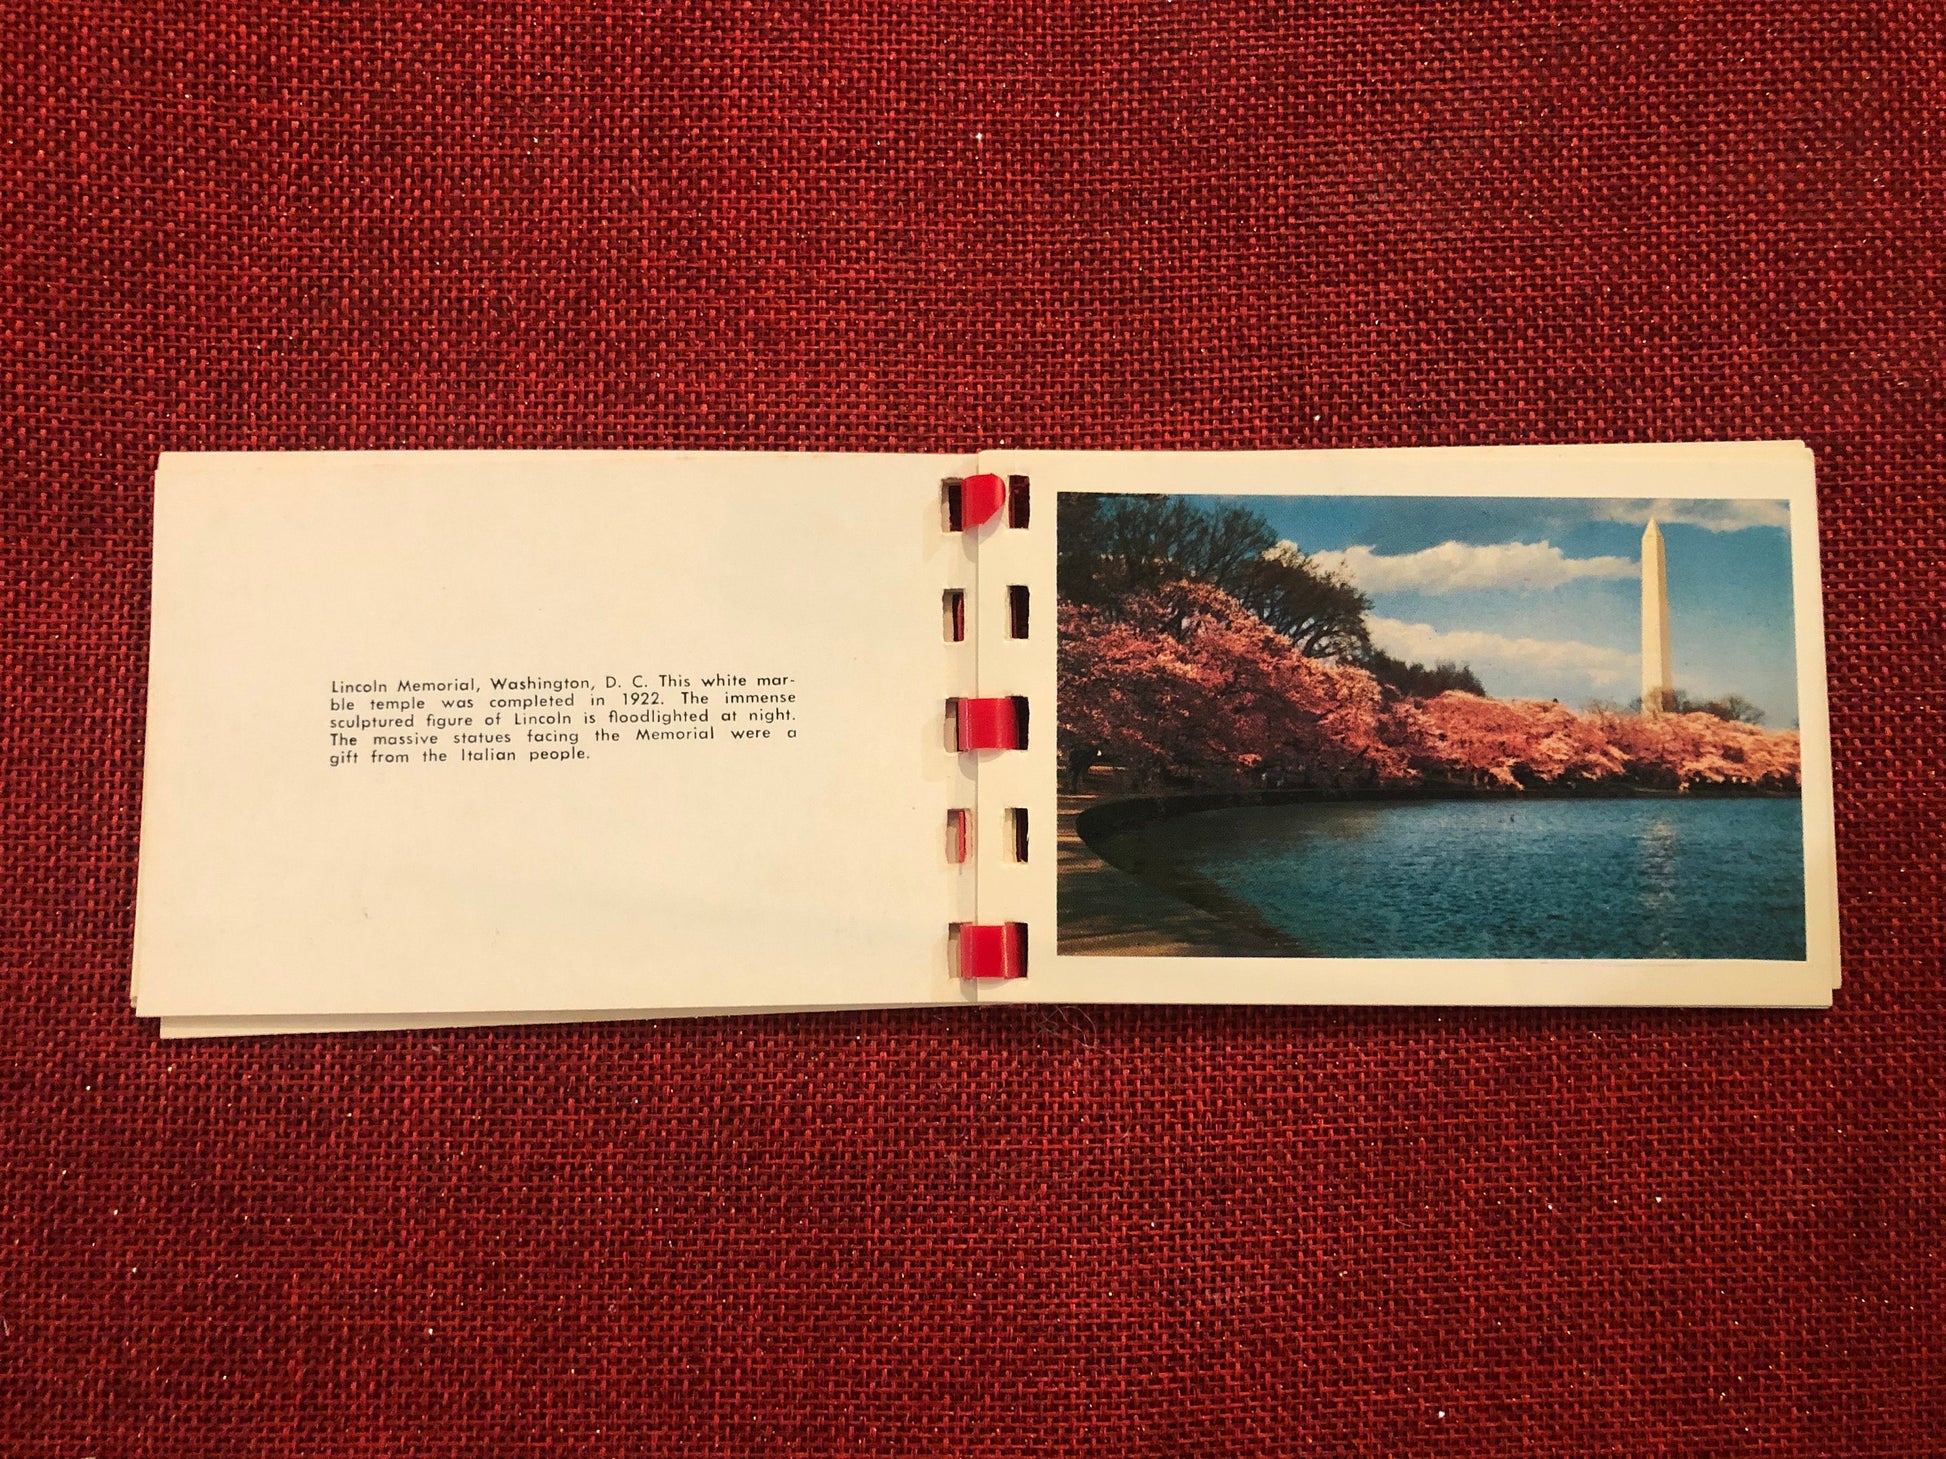 Lincoln Memorial, Washington, D. C. This white mar-
ble temple was completed in 1922. The immense
sculptured figure of Lincoln is floodlighted at night.
The massive statues facing the Memorial were a
gift from the Italian people.